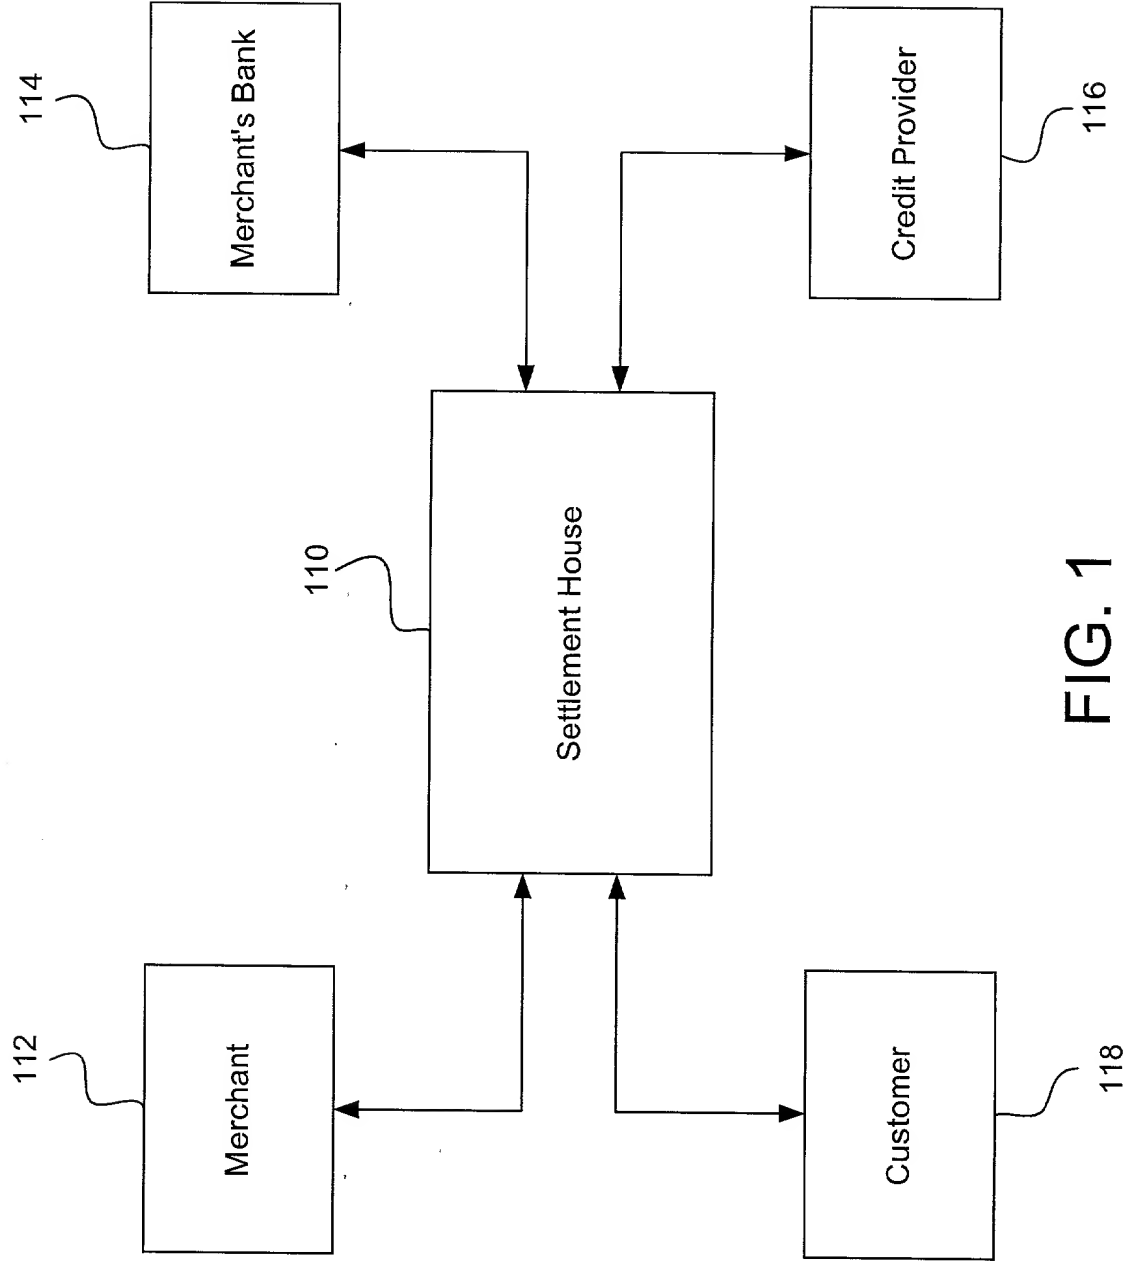 112
Merchant
114
Merchant's Bank
110
Settlement House
118
Customer
116
Credit Provider
FIG. 1